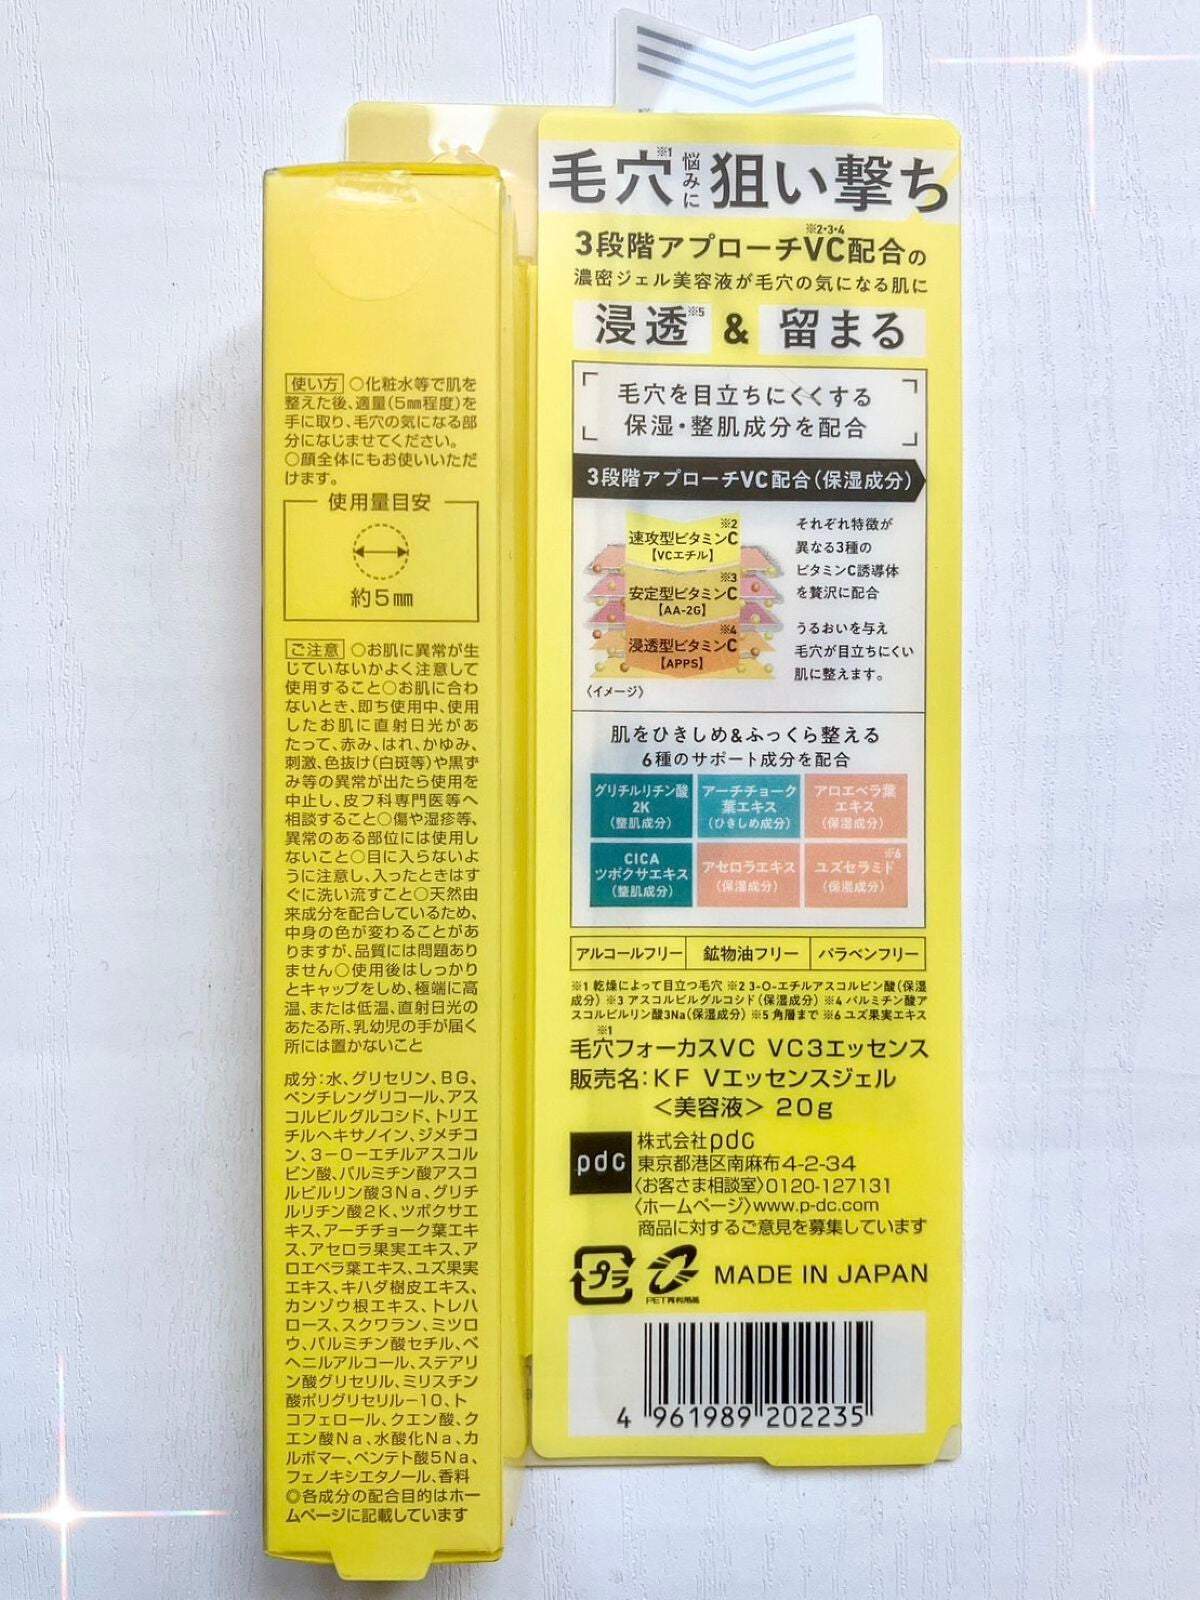 使い方 ○化粧水等で肌を
整えた後、適量(5㎜程度)を
手に取り、毛穴の気になる部
分になじませてください。
○顔全体にもお使いいただ
けます。
使用量目安
約5㎜
ご注意 ○お肌に異常が生
じていないかよく注意して
使用すること○お肌に合わ
ないとき、即ち使用中、使用
したお肌に直射日光があ
たって、赤み、はれ、かゆみ、
刺激、色抜け(白斑等)や黒ず
み等の異常が出たら使用を
中止し、皮フ科専門医等へ
相談すること○傷や湿疹等、
異常のある部位には使用し
ないこと○目に入らないよ
うに注意し、入ったときはす
ぐに洗い流すこと○天然由
来成分を配合しているため、
中身の色が変わることがあ
りますが、品質には問題あり
ません○使用後はしっかり
とキャップをしめ、極端に高
温、または低温、直射日光の
あたる所、乳幼児の手が届く
所には置かないこと
成分:水、グリセリン、BG、
ペンチレングリコール、アス
コルビルグルコシド、トリエ
チルヘキサノイン、ジメチコ
ン、3-O-エチルアスコル
ビン酸、パルミチン酸アスコ
ルビルリン酸3Na、グリチ
ルリチン酸2K、ツボクサエ
キス、アーチチョーク葉エキ
ス、アセロラ果実エキス、ア
ロエベラ葉エキス、ユズ果実
エキス、キハダ樹皮エキス、
カンゾウ根エキス、トレハ
ロース、スクワラン、ミツロ
ウ、パルミチン酸セチル、ベ
ヘニルアルコール、ステアリ
ン酸グリセリル、ミリスチン
酸ポリグリセリル-10、ト
コフェロール、クエン酸、ク
エン酸Na、水酸化Na、カ
ルボマー、ペンテト酸5Na、
フェノキシエタノール、香料
◎各成分の配合目的はホー
ムページに記載しています
毛穴※1悩みに狙い撃ち
3段階アプローチVC※2・3・4配合の
濃密ジェル美容液が毛穴の気になる肌に
浸透※5 & 留まる
毛穴を目立ちにくくする
保湿・整肌成分を配合
3段階アプローチVC配合(保湿成分)
※2
速攻型ビタミンC
【VCエチル】
※3
安定型ビタミンC
【AA-2G】
※4
浸透型ビタミンC
【APPS】
〈イメージ〉
それぞれ特徴が
異なる3種の
ビタミンC誘導体
を贅沢に配合
うるおいを与え
毛穴が目立ちにくい
肌に整えます。
肌をひきしめ&ふっくら整える
6種のサポート成分を配合
グリチルリチン酸
2K
(整肌成分)
アーチチョーク
葉エキス
(ひきしめ成分)
アロエベラ葉
エキス
(保湿成分)
CICA
ツボクサエキス
(整肌成分)
アセロラエキス
(保湿成分)
※6
ユズセラミド
(保湿成分)
アルコールフリー 鉱物油フリー パラベンフリー
※1 乾燥によって目立つ毛穴 ※2 3-O-エチルアスコルビン酸(保湿
成分) ※3 アスコルビルグルコシド(保湿成分) ※4 パルミチン酸ア
スコルビルリン酸3Na(保湿成分) ※5 角層まで ※6 ユズ果実エキス
※1
毛穴フォーカスVC VC3エッセンス
販売名:KF Vエッセンスジェル
<美容液> 20g
pdc
株式会社pdc
東京都港区南麻布4-2-34
〈お客さま相談室〉0120-127131
〈ホームページ〉www.p-dc.com
商品に対するご意見を募集しています
プラ
PET再利用品
MADE IN JAPAN
4 961989 202235